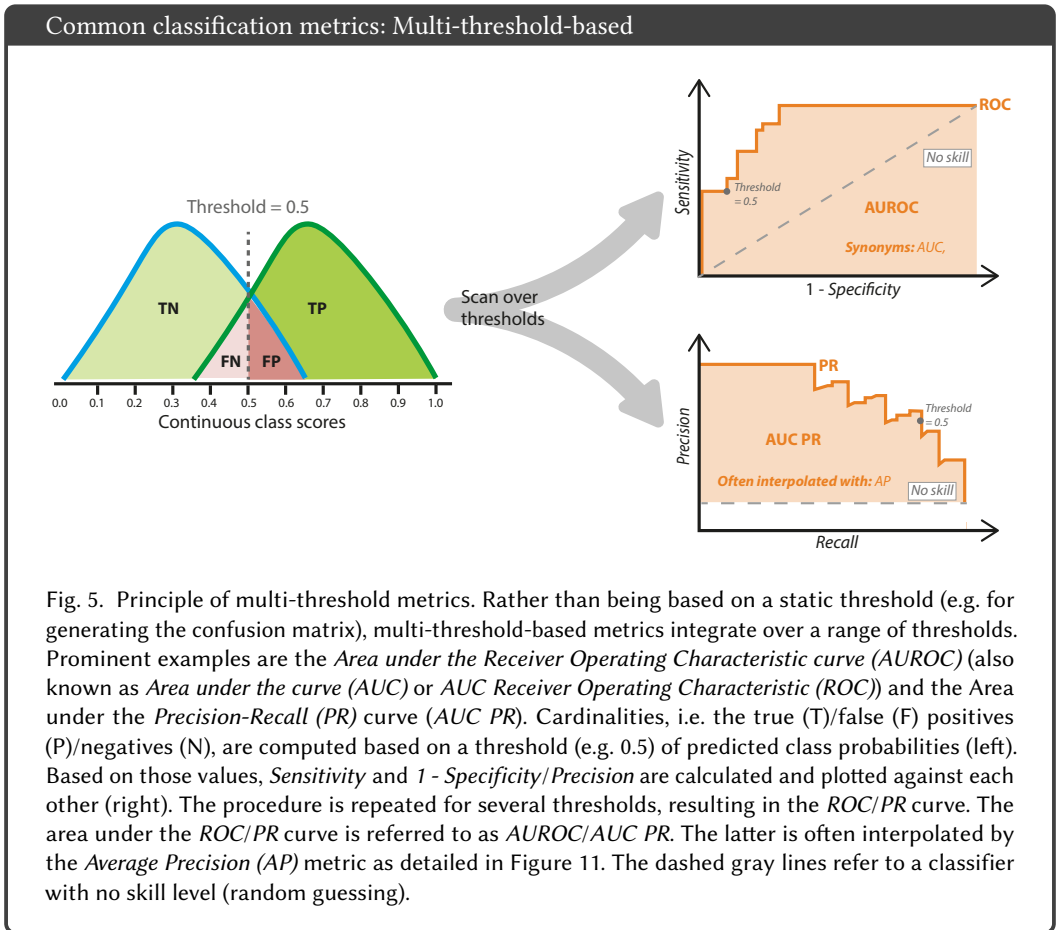 Common classification metrics: Multi-threshold-based
Threshold = 0.5
TN
TP
FN
FP
0.0
0.1
0.2
0.3
0.4
0.5
0.6
0.7
0.8
0.9
1.0
Continuous class scores
Scan over
thresholds
Sensitivity
ROC
No skill
Threshold
= 0.5
AUROC
Synonyms: AUC,
1 - Specificity
Precision
PR
Threshold
= 0.5
AUC PR
Often interpolated with: AP
No skill
Recall
Fig. 5. Principle of multi-threshold metrics. Rather than being based on a static threshold (e.g. for
generating the confusion matrix), multi-threshold-based metrics integrate over a range of thresholds.
Prominent examples are the Area under the Receiver Operating Characteristic curve (AUROC) (also
known as Area under the curve (AUC) or AUC Receiver Operating Characteristic (ROC)) and the Area
under the Precision-Recall (PR) curve (AUC PR). Cardinalities, i.e. the true (T)/false (F) positives
(P)/negatives (N), are computed based on a threshold (e.g. 0.5) of predicted class probabilities (left).
Based on those values, Sensitivity and 1 - Specificity/Precision are calculated and plotted against each
other (right). The procedure is repeated for several thresholds, resulting in the ROC/PR curve. The
area under the ROC/PR curve is referred to as AUROC/AUC PR. The latter is often interpolated by
the Average Precision (AP) metric as detailed in Figure 11. The dashed gray lines refer to a classifier
with no skill level (random guessing).